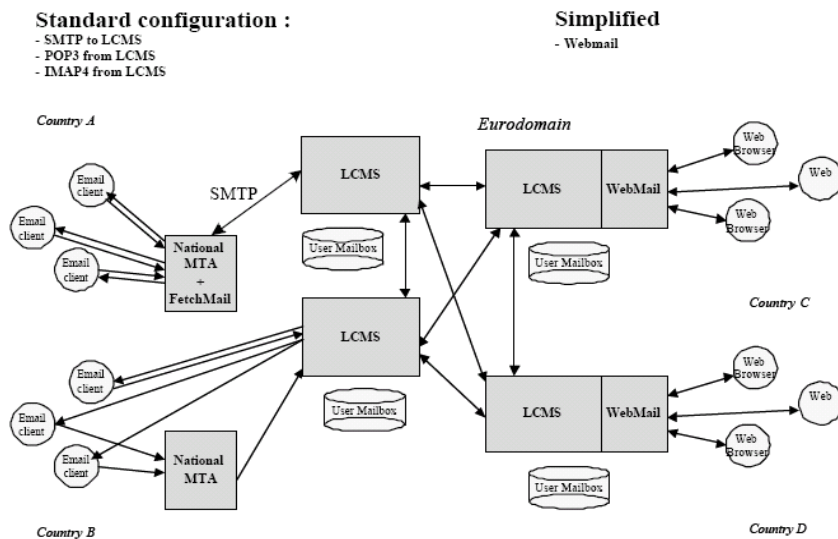 Standard configuration :
- SMTP to LCMS
- POP3 from LCMS
- IMAP4 from LCMS
Simplified
- Webmail
Country A
Eurodomain
SMTP
Email
client
Email
client
Email
client
National
MTA
+
FetchMail
LCMS
User Mailbox
LCMS
WebMail
User Mailbox
Web
Browser
Web
Web
Browser
Country C
LCMS
User Mailbox
Email
client
Email
client
Email
client
National
MTA
Country B
LCMS
WebMail
User Mailbox
Web
Browser
Web
Web
Browser
Country D